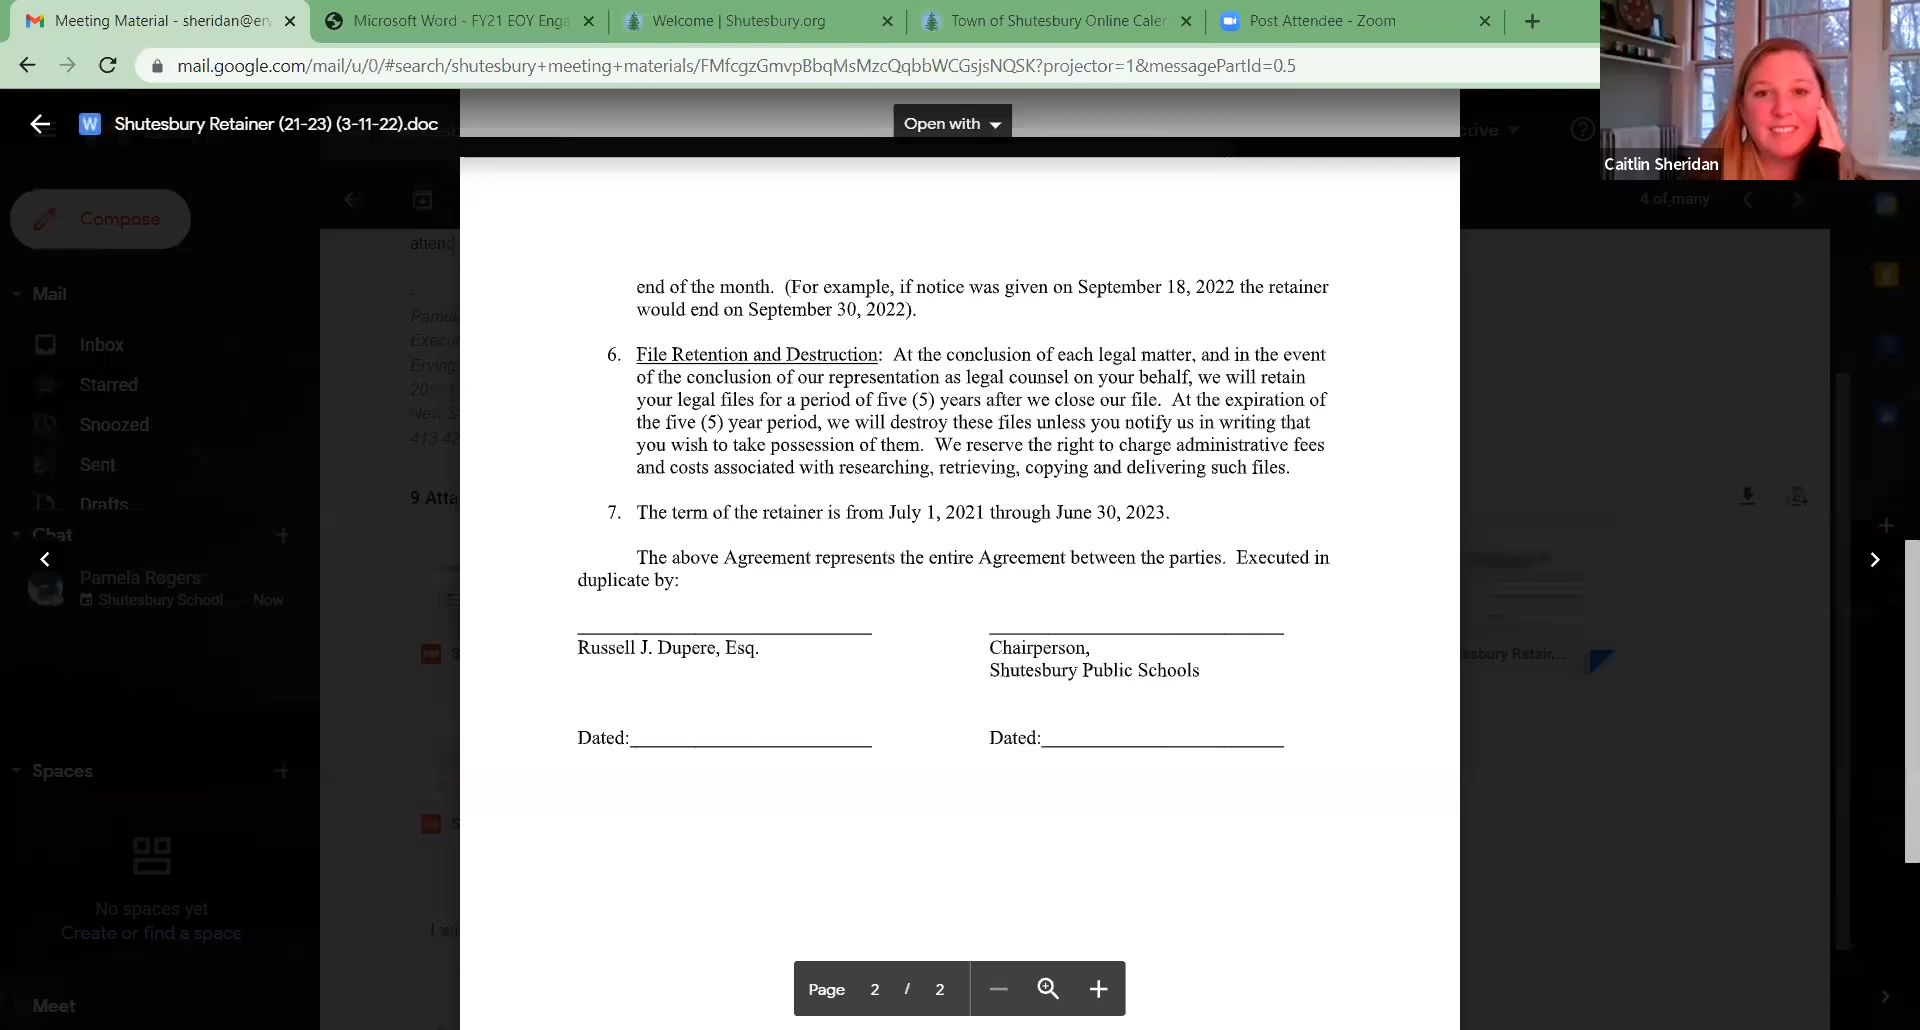 Meeting Material - sheridan@erv
Microsoft Word - FY21 EOY Enga
Welcome | Shutesbury.org
Town of Shutesbury Online Caler
Post Attendee - Zoom
mail.google.com/mail/u/0/#search/shutesbury+meeting+materials/FMfcgzGmvpBbqMsMzcQqbbWCGsjsNQSK?projector=1&messagePartId=0.5
Shutesbury Retainer (21-23) (3-11-22).doc
Open with
Caitlin Sheridan
4 of many
Compose
Mail
Inbox
Starred
Snoozed
Sent
Drafts
Chat
Pamela Rogers
Shutesbury School Now
Spaces
No spaces yet
Create or find a space
Meet
attend
Pamela
Execut
Erving
413 42
9 Atta
end of the month. (For example, if notice was given on September 18, 2022 the retainer
would end on September 30, 2022).
6. File Retention and Destruction: At the conclusion of each legal matter, and in the event
of the conclusion of our representation as legal counsel on your behalf, we will retain
your legal files for a period of five (5) years after we close our file. At the expiration of
the five (5) year period, we will destroy these files unless you notify us in writing that
you wish to take possession of them. We reserve the right to charge administrative fees
and costs associated with researching, retrieving, copying and delivering such files.
7. The term of the retainer is from July 1, 2021 through June 30, 2023.
The above Agreement represents the entire Agreement between the parties. Executed in
duplicate by:
Russell J. Dupere, Esq.
Chairperson,
Shutesbury Public Schools
Dated:
Dated:
esbury Retair....
Page 2 / 2